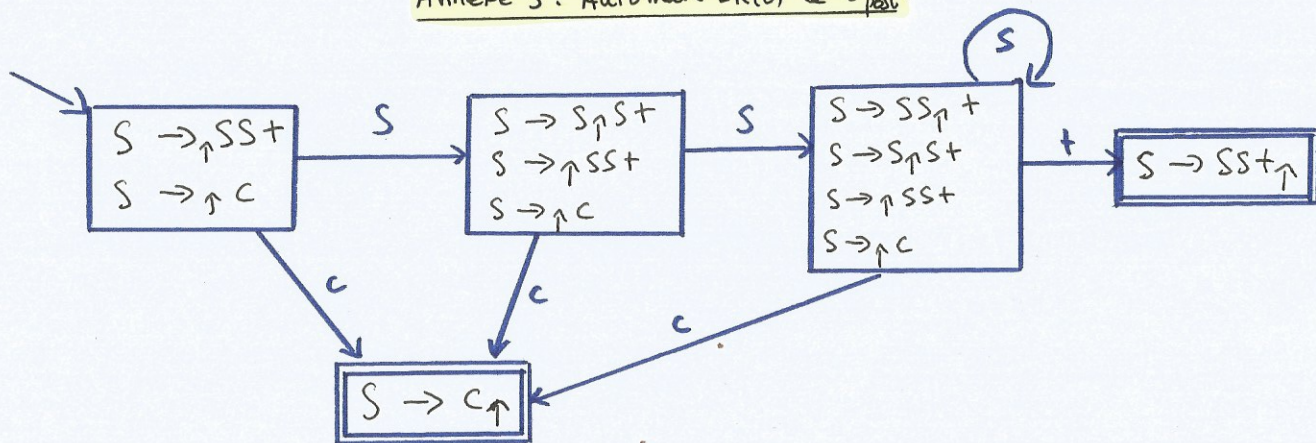 S
S → ↑ SS+
S → ↑ C
S
S → S↑S+
S → ↑SS+
S → ↑ C
S
S → SS↑ +
S → S↑S+
S → ↑ SS+
S → ↑ C
+
S → SS+↑
C
C
C
S → C↑